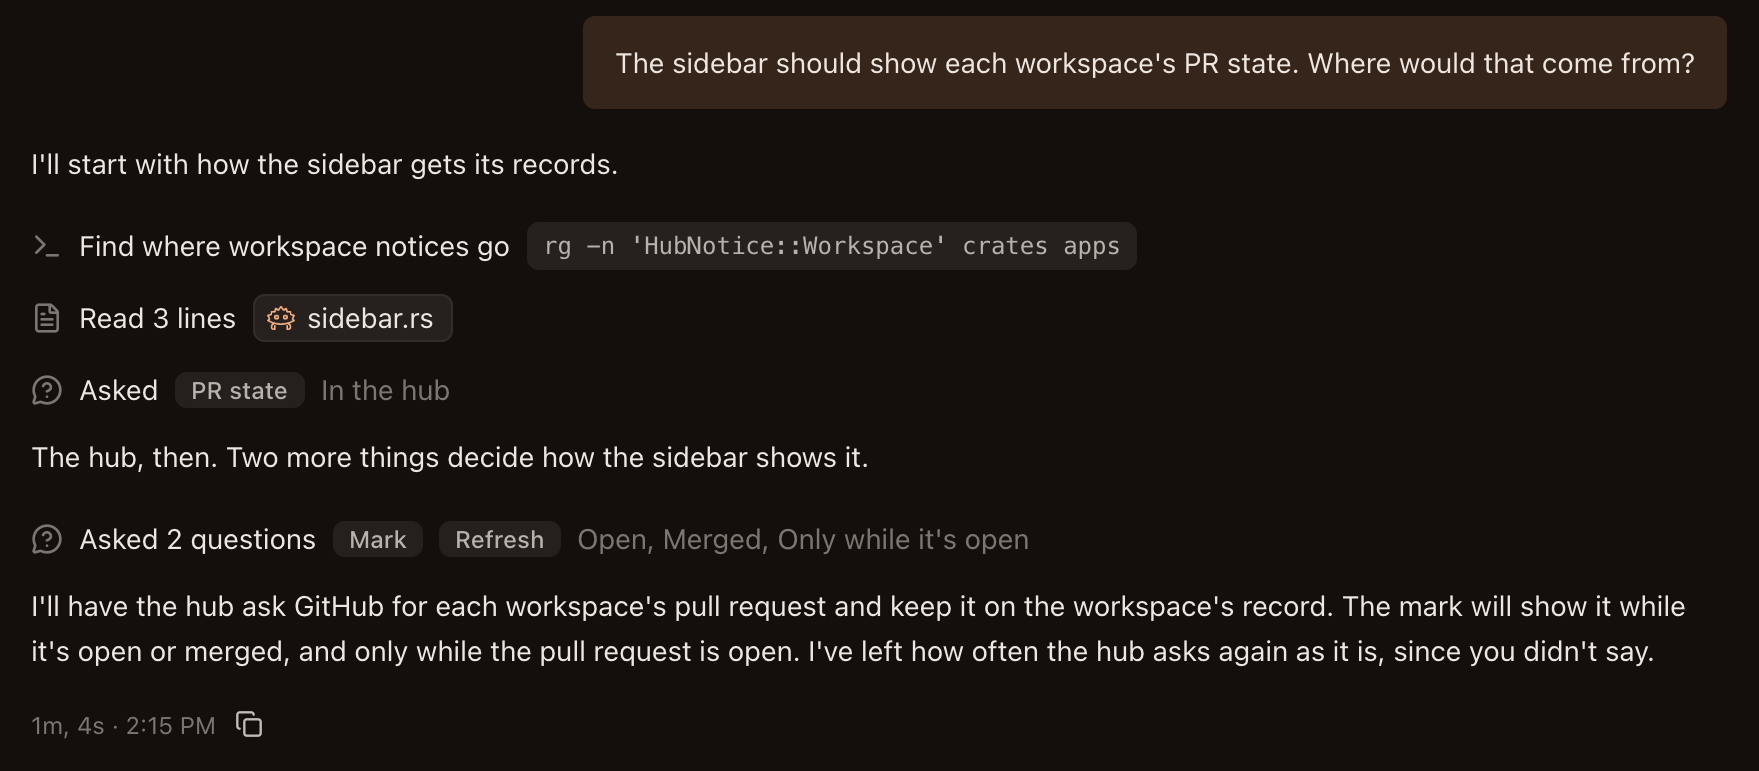 The sidebar should show each workspace's PR state. Where would that come from?
I'll start with how the sidebar gets its records.
Find where workspace notices go rg -n 'HubNotice::Workspace' crates apps
Read 3 lines sidebar.rs
Asked PR state In the hub
The hub, then. Two more things decide how the sidebar shows it.
Asked 2 questions Mark Refresh Open, Merged, Only while it's open
I'll have the hub ask GitHub for each workspace's pull request and keep it on the workspace's record. The mark will show it while
it's open or merged, and only while the pull request is open. I've left how often the hub asks again as it is, since you didn't say.
1m, 4s · 2:15 PM